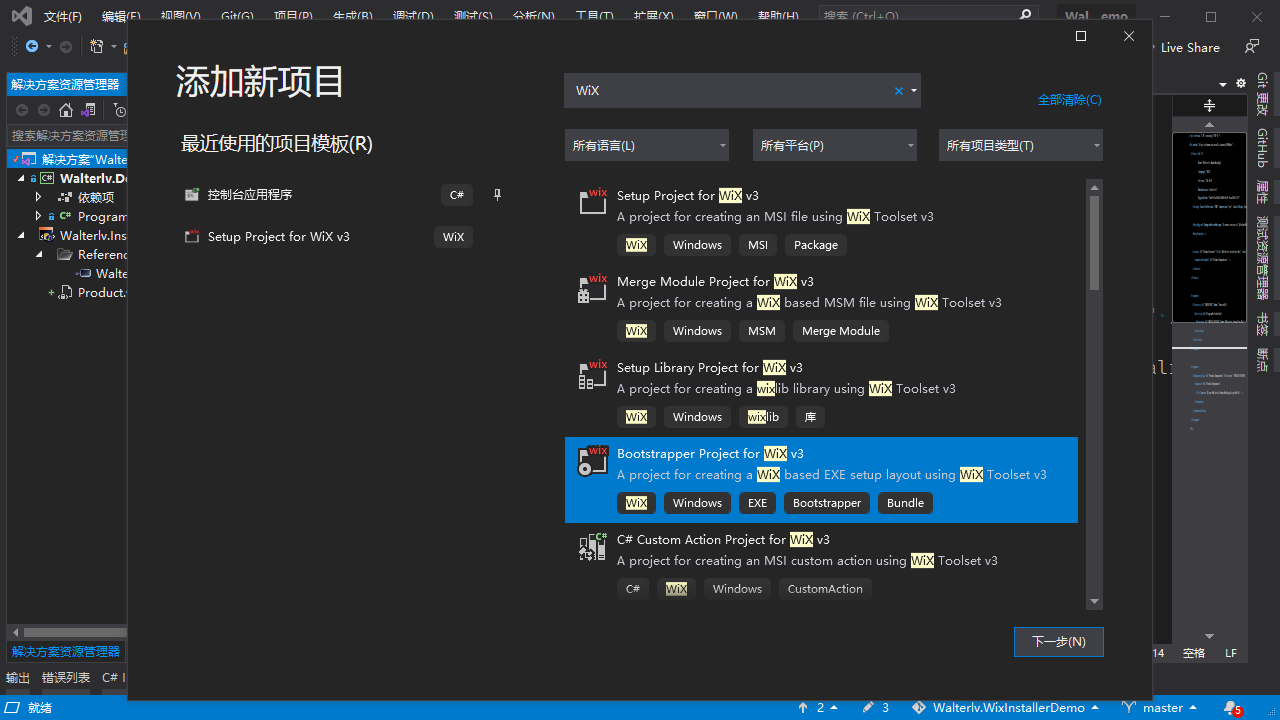 文件(F) 编辑(E) 视图(V) Git(G) 项目(P) 生成(B) 调试(D) 测试(S) 分析(N) 工具(T) 扩展(X) 窗口(W) 帮助(H) 搜索 (Ctrl+Q) Wal...emo
Live Share
解决方案资源管理器
搜索解决方案资源管理
解决方案"Walte
Walterlv.De
依赖项
Program
Walterlv.Ins
Referenc
Walte
Product.
解决方案资源管理器
输出 错误列表 C# I
添加新项目
最近使用的项目模板(R)
控制台应用程序 C#
Setup Project for WiX v3 WiX
WiX
全部清除(C)
所有语言(L) 所有平台(P) 所有项目类型(T)
Setup Project for WiX v3
A project for creating an MSI file using WiX Toolset v3
WiX Windows MSI Package
Merge Module Project for WiX v3
A project for creating a WiX based MSM file using WiX Toolset v3
WiX Windows MSM Merge Module
Setup Library Project for WiX v3
A project for creating a wixlib library using WiX Toolset v3
WiX Windows wixlib 库
Bootstrapper Project for WiX v3
A project for creating a WiX based EXE setup layout using WiX Toolset v3
WiX Windows EXE Bootstrapper Bundle
C# Custom Action Project for WiX v3
A project for creating an MSI custom action using WiX Toolset v3
C# WiX Windows CustomAction
下一步(N)
Git 更改
GitHub
属性
测试资源管理器
书签
断点
14 空格 LF
就绪 2 3 Walterlv.WixInstallerDemo master 5